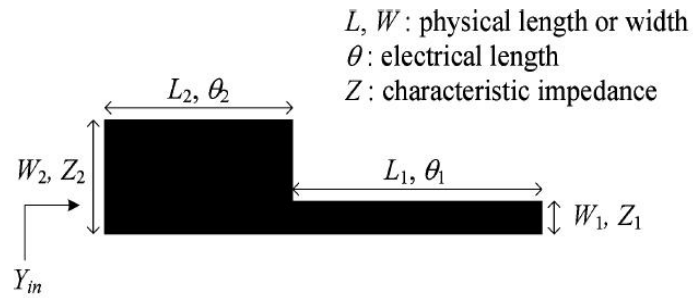 L, W : physical length or width
θ : electrical length
Z : characteristic impedance
L₂, θ₂
W₂, Z₂
L₁, θ₁
W₁, Z₁
Yᵢₙ